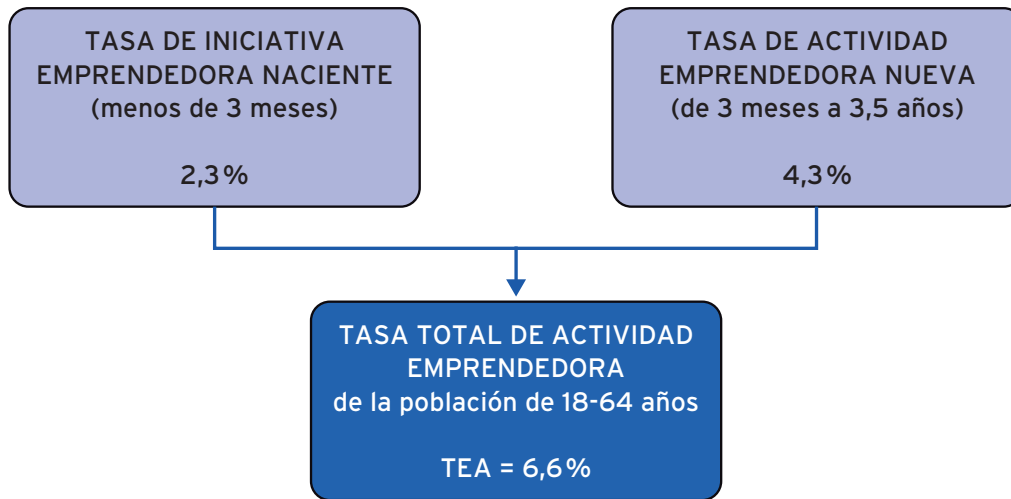 TASA DE INICIATIVA
EMPRENDEDORA NACIENTE
(menos de 3 meses)
2,3%
TASA DE ACTIVIDAD
EMPRENDEDORA NUEVA
(de 3 meses a 3,5 años)
4,3%
TASA TOTAL DE ACTIVIDAD
EMPRENDEDORA
de la población de 18-64 años
TEA = 6,6%